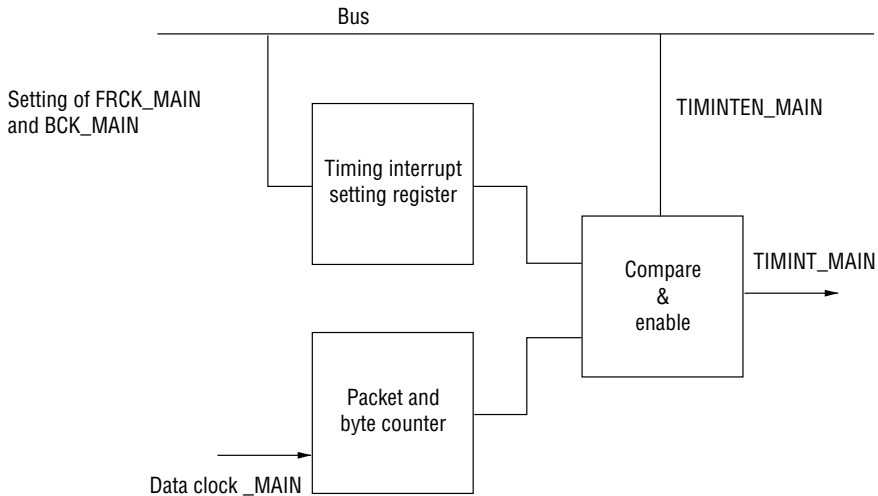 Bus
Setting of FRCK_MAIN
and BCK_MAIN
TIMINTEN_MAIN
Timing interrupt
setting register
Compare
&
enable
TIMINT_MAIN
Packet and
byte counter
Data clock _MAIN